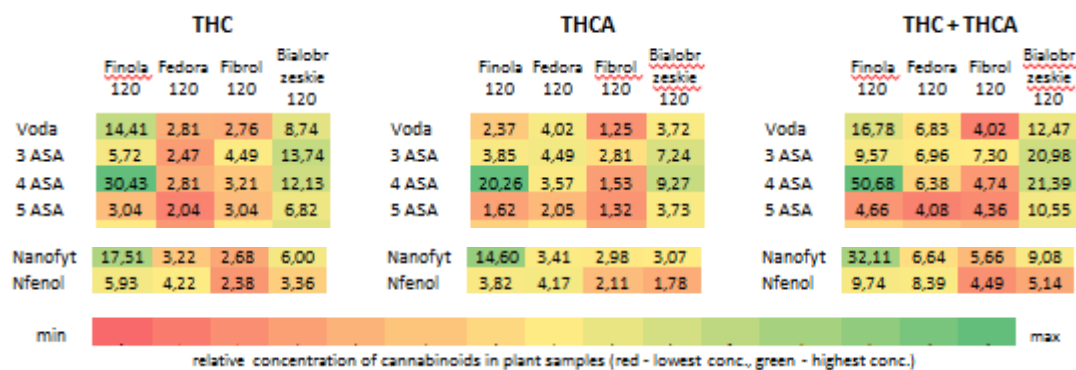 THC THCA THC + THCA
Finola 120 Fedora 120 Fibrol 120 Bialobr zeskie 120 Finola 120 Fedora 120 Fibrol 120 Bialobr zeskie 120 Finola 120 Fedora 120 Fibrol 120 Bialobr zeskie 120
Voda 14,41 2,81 2,76 8,74 Voda 2,37 4,02 1,25 3,72 Voda 16,78 6,83 4,02 12,47
3 ASA 5,72 2,47 4,49 13,74 3 ASA 3,85 4,49 2,81 7,24 3 ASA 9,57 6,96 7,30 20,98
4 ASA 30,43 2,81 3,21 12,13 4 ASA 20,26 3,57 1,53 9,27 4 ASA 50,68 6,38 4,74 21,39
5 ASA 3,04 2,04 3,04 6,82 5 ASA 1,62 2,05 1,32 3,73 5 ASA 4,66 4,08 4,36 10,55
Nanofyt 17,51 3,22 2,68 6,00 Nanofyt 14,60 3,41 2,98 3,07 Nanofyt 32,11 6,64 5,66 9,08
Nfenol 5,93 4,22 2,38 3,36 Nfenol 3,82 4,17 2,11 1,78 Nfenol 9,74 8,39 4,49 5,14
min max
relative concentration of cannabinoids in plant samples (red - lowest conc., green - highest conc.)